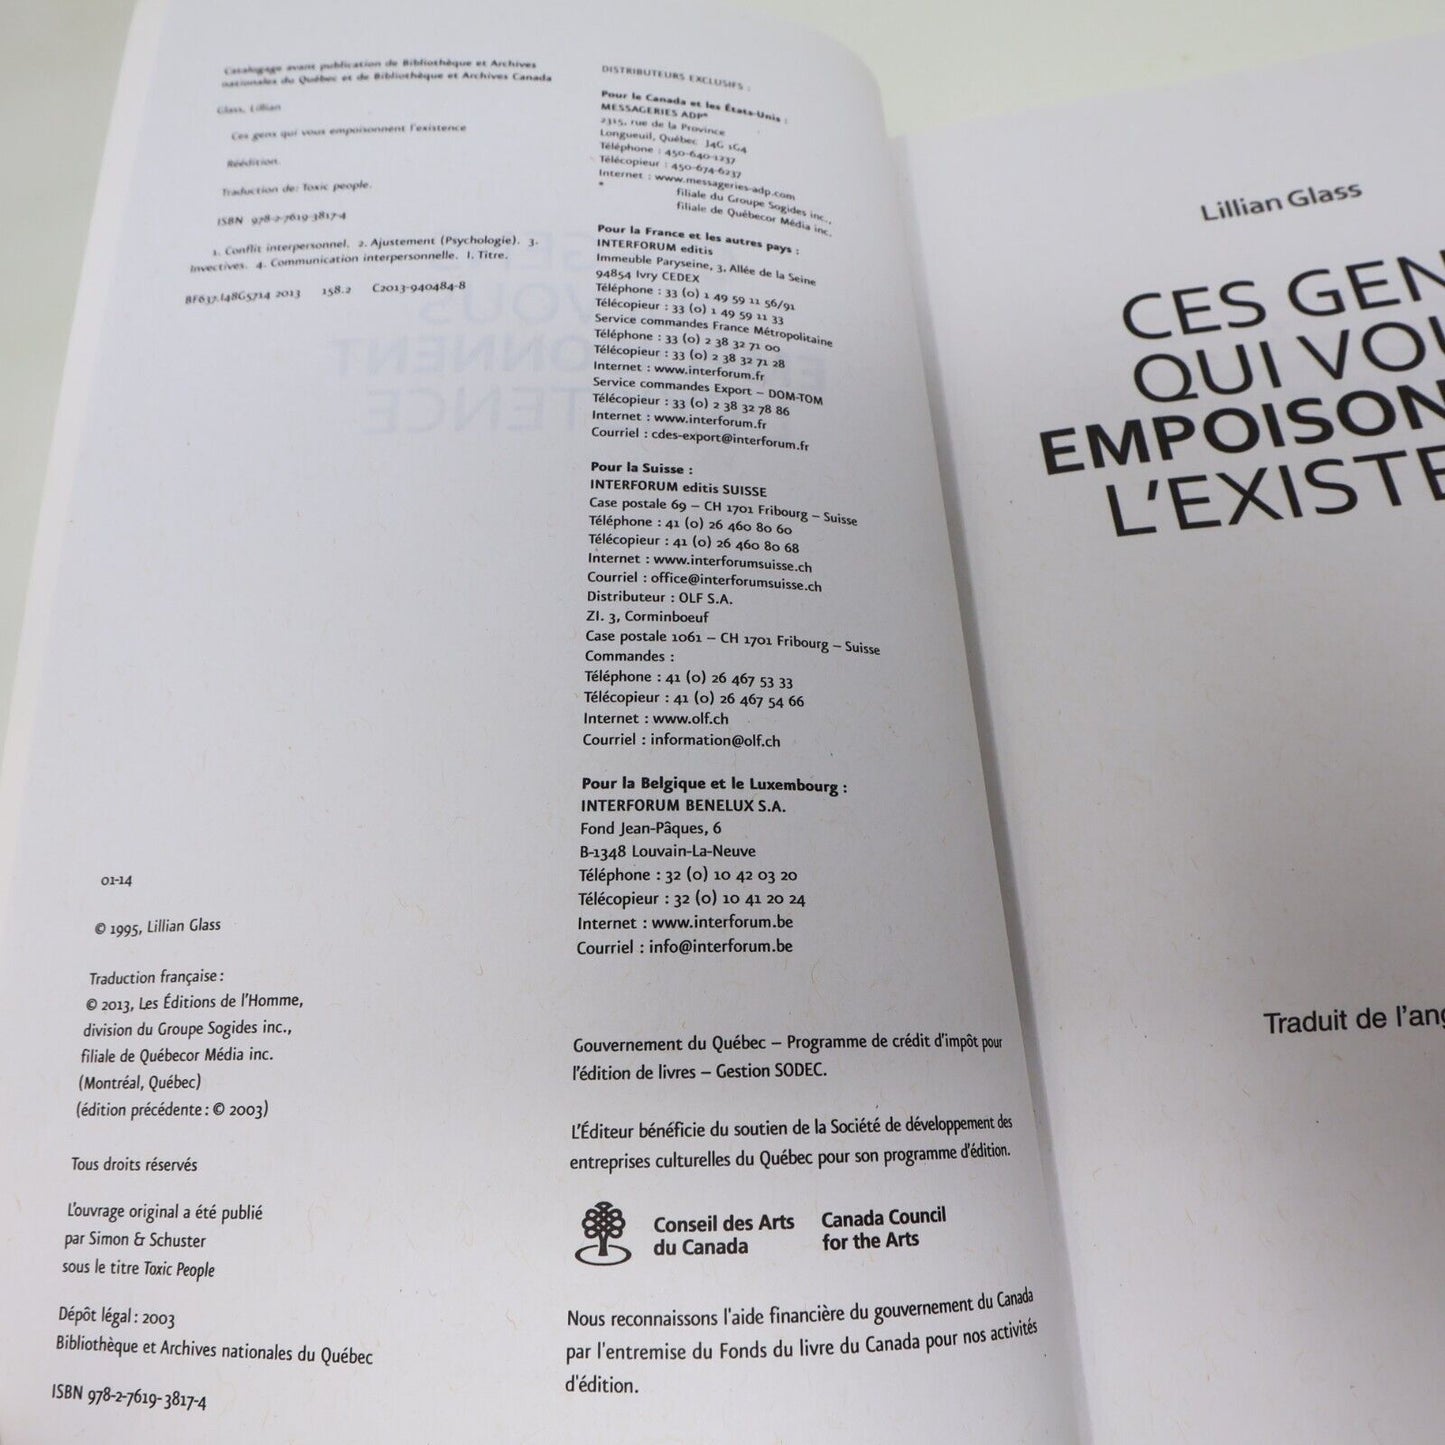 Catalogage avant publication de Bibliothèque et Archives
nationales du Québec et de Bibliothèque et Archives Canada
Glass, Lillian
Ces gens qui vous empoisonnent l'existence
Réédition.
Traduction de: Toxic people.
ISBN 978-2-7619-3817-4
1. Conflit interpersonnel. 2. Ajustement (Psychologie). 3.
Invectives. 4. Communication interpersonnelle. I. Titre.
BF637.I48G5714 2013 158.2 C2013-940484-8
01-14
© 1995, Lillian Glass
Traduction française :
© 2013, Les Éditions de l'Homme,
division du Groupe Sogides inc.,
filiale de Québecor Média inc.
(Montréal, Québec)
(édition précédente : © 2003)
Tous droits réservés
L'ouvrage original a été publié
par Simon & Schuster
sous le titre Toxic People
Dépôt légal : 2003
Bibliothèque et Archives nationales du Québec
ISBN 978-2-7619-3817-4
DISTRIBUTEURS EXCLUSIFS :
Pour le Canada et les États-Unis :
MESSAGERIES ADP*
2315, rue de la Province
Longueuil, Québec J4G 1G4
Téléphone : 450-640-1237
Télécopieur : 450-674-6237
Internet : www.messageries-adp.com
* filiale du Groupe Sogides inc.,
filiale de Québecor Média inc.
Pour la France et les autres pays :
INTERFORUM editis
Immeuble Paryseine, 3, Allée de la Seine
94854 Ivry CEDEX
Téléphone : 33 (0) 1 49 59 11 56/91
Télécopieur : 33 (0) 1 49 59 11 33
Service commandes France Métropolitaine
Téléphone : 33 (0) 2 38 32 71 00
Télécopieur : 33 (0) 2 38 32 71 28
Internet : www.interforum.fr
Service commandes Export – DOM-TOM
Télécopieur : 33 (0) 2 38 32 78 86
Internet : www.interforum.fr
Courriel : cdes-export@interforum.fr
Pour la Suisse :
INTERFORUM editis SUISSE
Case postale 69 – CH 1701 Fribourg – Suisse
Téléphone : 41 (0) 26 460 80 60
Télécopieur : 41 (0) 26 460 80 68
Internet : www.interforumsuisse.ch
Courriel : office@interforumsuisse.ch
Distributeur : OLF S.A.
ZI. 3, Corminboeuf
Case postale 1061 – CH 1701 Fribourg – Suisse
Commandes :
Téléphone : 41 (0) 26 467 53 33
Télécopieur : 41 (0) 26 467 54 66
Internet : www.olf.ch
Courriel : information@olf.ch
Pour la Belgique et le Luxembourg :
INTERFORUM BENELUX S.A.
Fond Jean-Pâques, 6
B-1348 Louvain-La-Neuve
Téléphone : 32 (0) 10 42 03 20
Télécopieur : 32 (0) 10 41 20 24
Internet : www.interforum.be
Courriel : info@interforum.be
Gouvernement du Québec – Programme de crédit d'impôt pour
l'édition de livres – Gestion SODEC.
L'Éditeur bénéficie du soutien de la Société de développement des
entreprises culturelles du Québec pour son programme d'édition.
Conseil des Arts Canada Council
du Canada for the Arts
Nous reconnaissons l'aide financière du gouvernement du Canada
par l'entremise du Fonds du livre du Canada pour nos activités
d'édition.
Lillian Glass
CES GEN
QUI VOU
EMPOISON
L'EXISTE
Traduit de l'ang